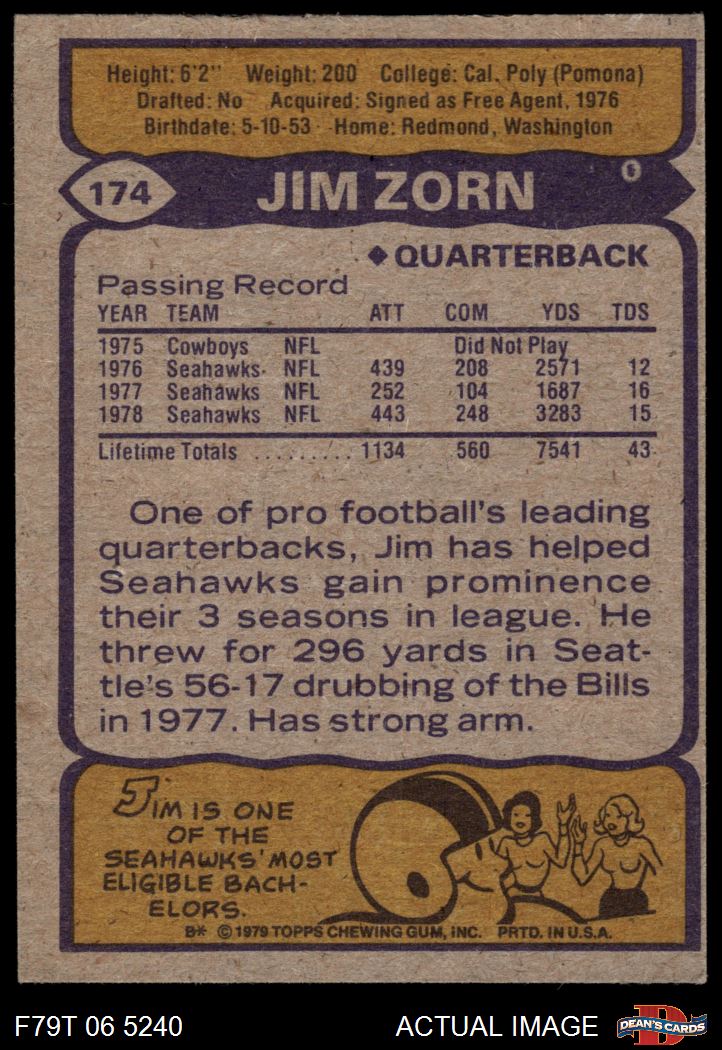 Height: 6'2" Weight: 200 College: Cal. Poly (Pomona)
Drafted: No Acquired: Signed as Free Agent, 1976
Birthdate: 5-10-53 Home: Redmond, Washington
174 JIM ZORN
◆ QUARTERBACK
Passing Record
YEAR TEAM ATT COM YDS TDS
1975 Cowboys NFL Did Not Play
1976 Seahawks NFL 439 208 2571 12
1977 Seahawks NFL 252 104 1687 16
1978 Seahawks NFL 443 248 3283 15
Lifetime Totals ......... 1134 560 7541 43
One of pro football's leading
quarterbacks, Jim has helped
Seahawks gain prominence
their 3 seasons in league. He
threw for 296 yards in Seat-
tle's 56-17 drubbing of the Bills
in 1977. Has strong arm.
JIM IS ONE
OF THE
SEAHAWKS' MOST
ELIGIBLE BACH-
ELORS.
B* © 1979 TOPPS CHEWING GUM, INC. PRTD. IN U.S.A.
F79T 06 5240 ACTUAL IMAGE D DEAN'S CARDS